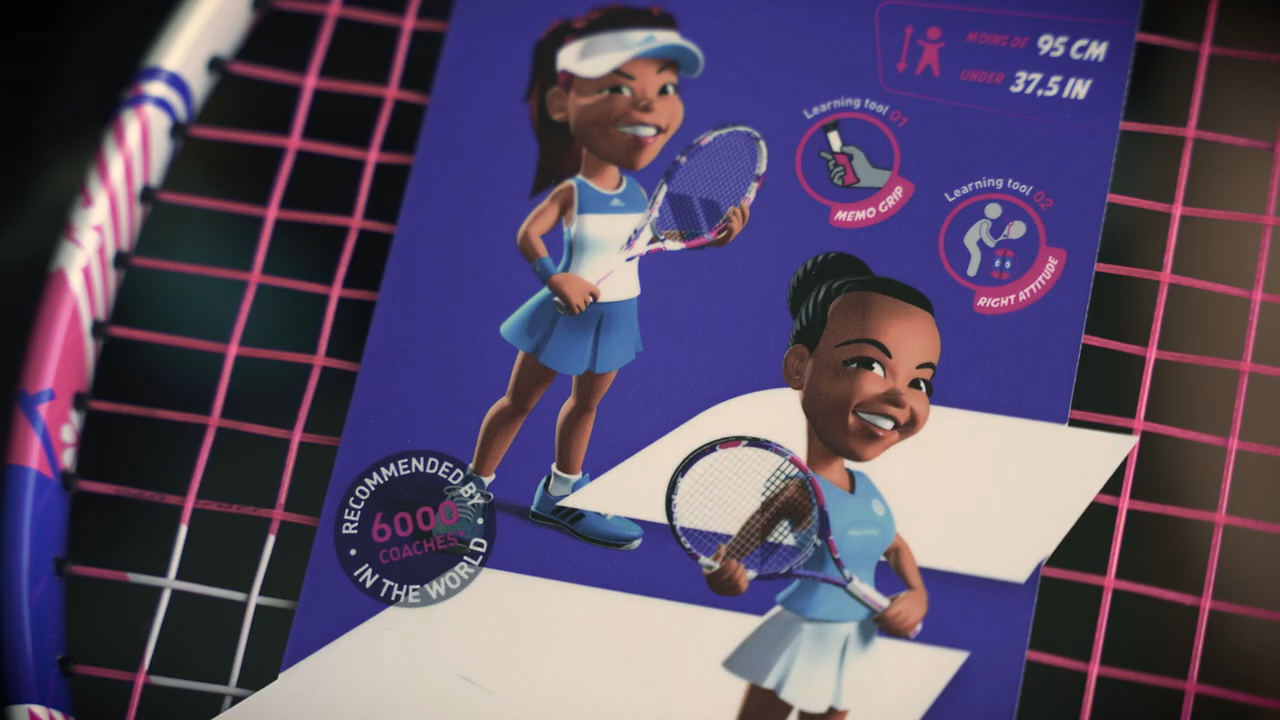 MOINS DE 95 CM
UNDER 37,5 IN
Learning tool 01
MEMO GRIP
Learning tool 02
RIGHT ATTITUDE
RECOMMENDED BY
6000
COACHES*
IN THE WORLD